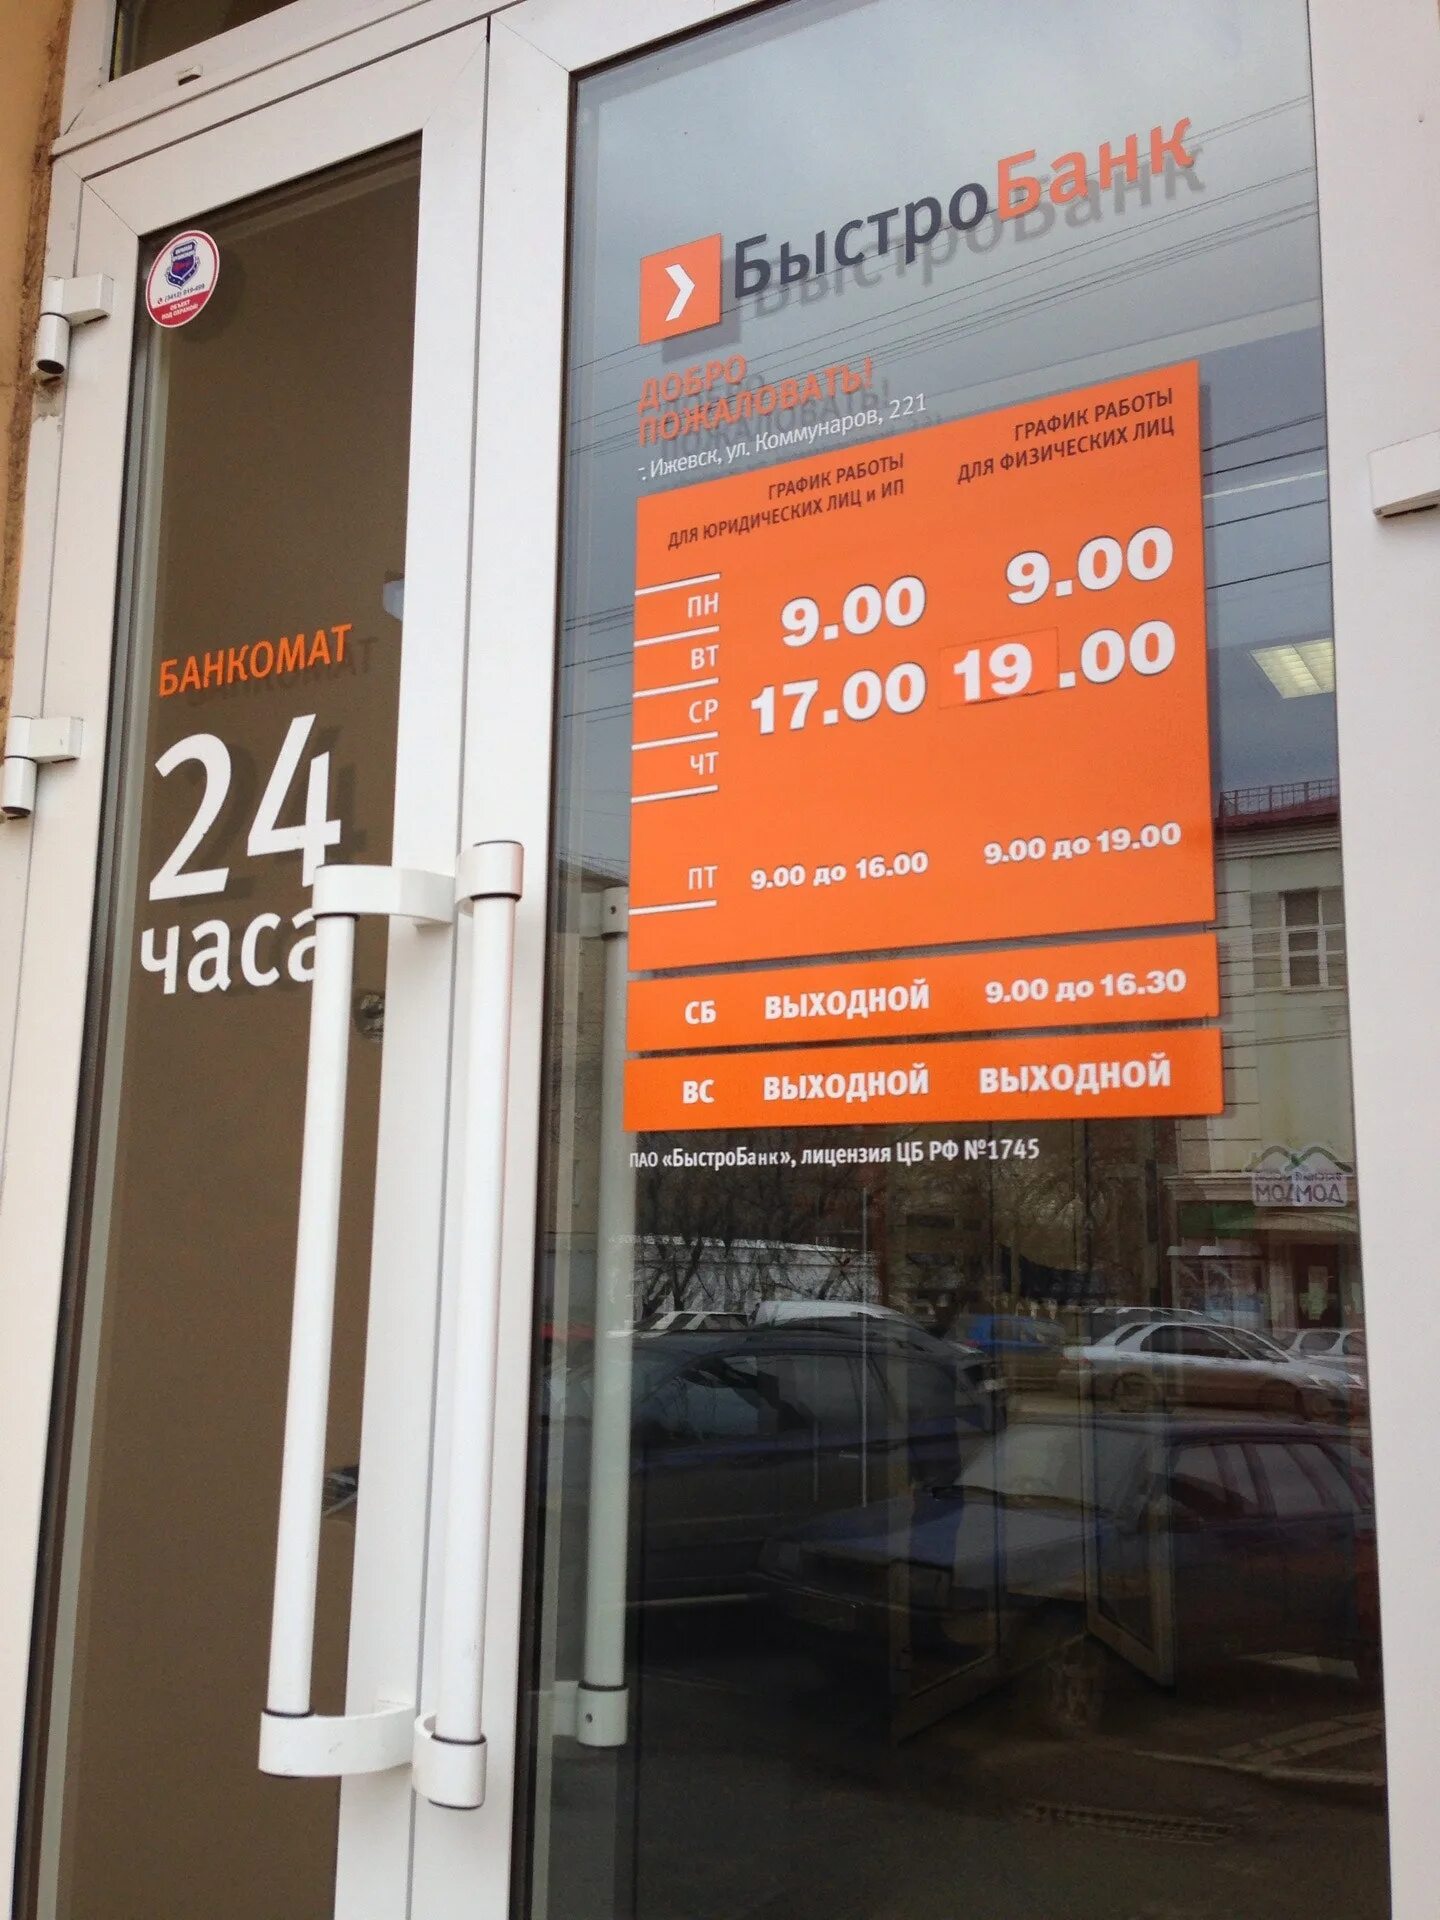 БыстроБанк
ДОБРО
ПОЖАЛОВАТЬ!
г. Ижевск, ул. Коммунаров, 221
ГРАФИК РАБОТЫ
ДЛЯ ЮРИДИЧЕСКИХ ЛИЦ и ИП
ГРАФИК РАБОТЫ
ДЛЯ ФИЗИЧЕСКИХ ЛИЦ
ПН
ВТ
СР
ЧТ
9.00
17.00
9.00
19.00
ПТ 9.00 до 16.00 9.00 до 19.00
СБ ВЫХОДНОЙ 9.00 до 16.30
ВС ВЫХОДНОЙ ВЫХОДНОЙ
ПАО «БыстроБанк», лицензия ЦБ РФ №1745
БАНКОМАТ
24
часа
ОБЪЕКТ
ПОД ОХРАНОЙ